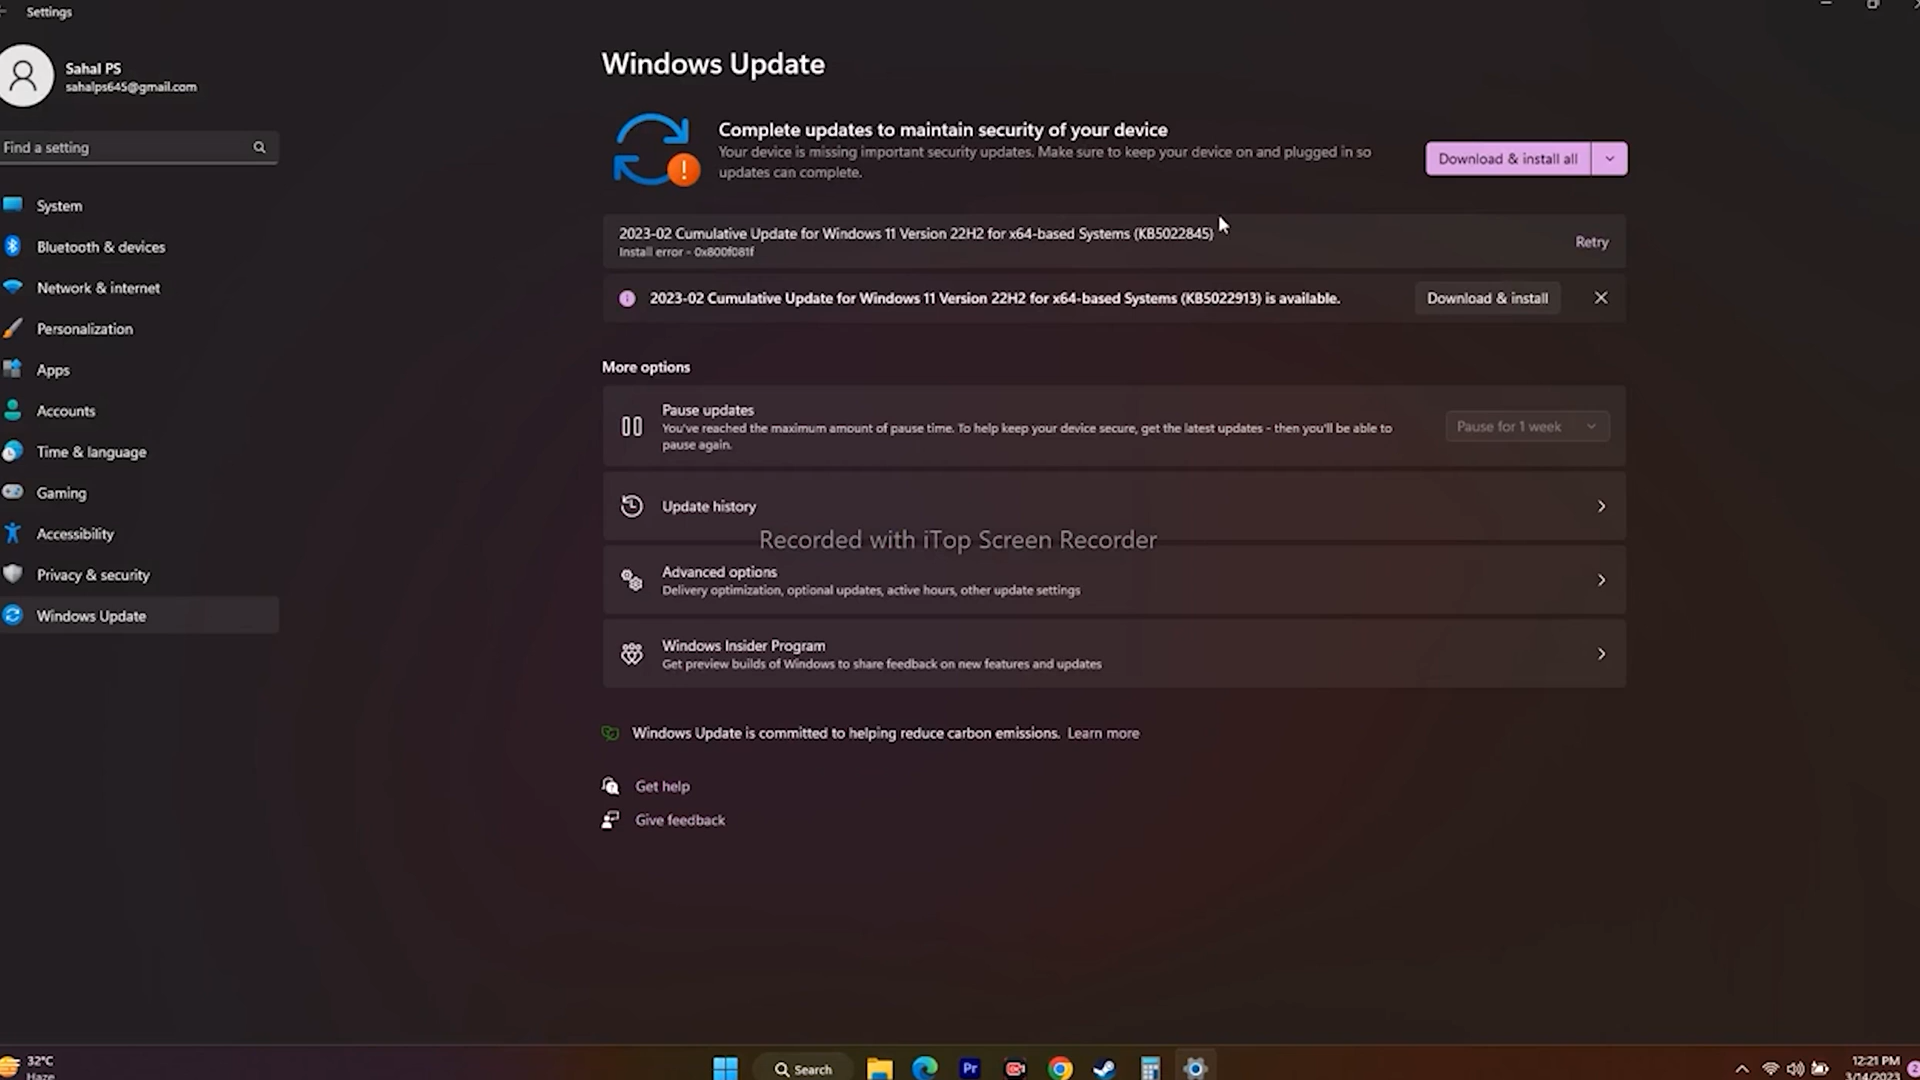 Settings
Sahal PS
sahalps645@gmail.com
Find a setting
System
Bluetooth & devices
Network & internet
Personalization
Apps
Accounts
Time & language
Gaming
Accessibility
Privacy & security
Windows Update
Windows Update
Complete updates to maintain security of your device
Your device is missing important security updates. Make sure to keep your device on and plugged in so
updates can complete.
Download & install all
2023-02 Cumulative Update for Windows 11 Version 22H2 for x64-based Systems (KB5022845)
Install error - 0x800f081f
Retry
2023-02 Cumulative Update for Windows 11 Version 22H2 for x64-based Systems (KB5022913) is available.
Download & install
More options
Pause updates
You've reached the maximum amount of pause time. To help keep your device secure, get the latest updates - then you'll be able to
pause again.
Pause for 1 week
Update history
Recorded with iTop Screen Recorder
Advanced options
Delivery optimization, optional updates, active hours, other update settings
Windows Insider Program
Get preview builds of Windows to share feedback on new features and updates
Windows Update is committed to helping reduce carbon emissions. Learn more
Get help
Give feedback
32°C
Haze
Search
Pr
12:21 PM
3/14/2023
2